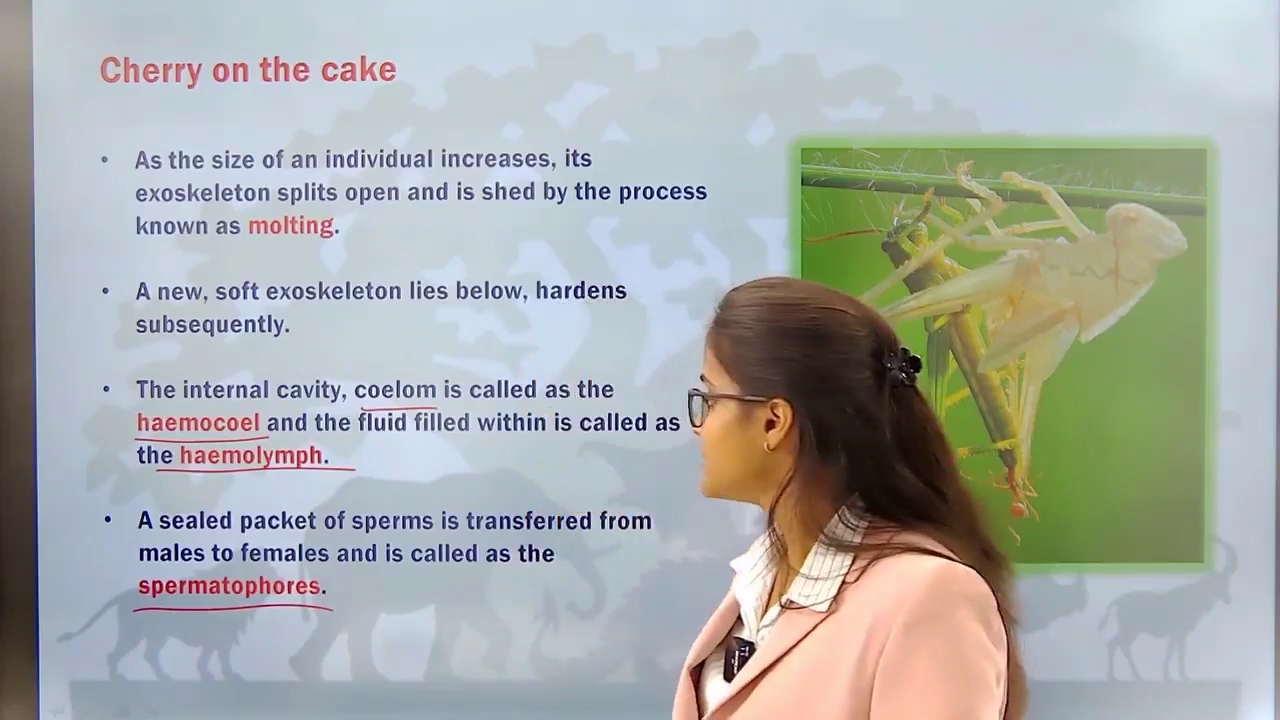 Cherry on the cake
• As the size of an individual increases, its
exoskeleton splits open and is shed by the process
known as molting.
• A new, soft exoskeleton lies below, hardens
subsequently.
• The internal cavity, coelom is called as the
haemocoel and the fluid filled within is called as
the haemolymph.
• A sealed packet of sperms is transferred from
males to females and is called as the
spermatophores.